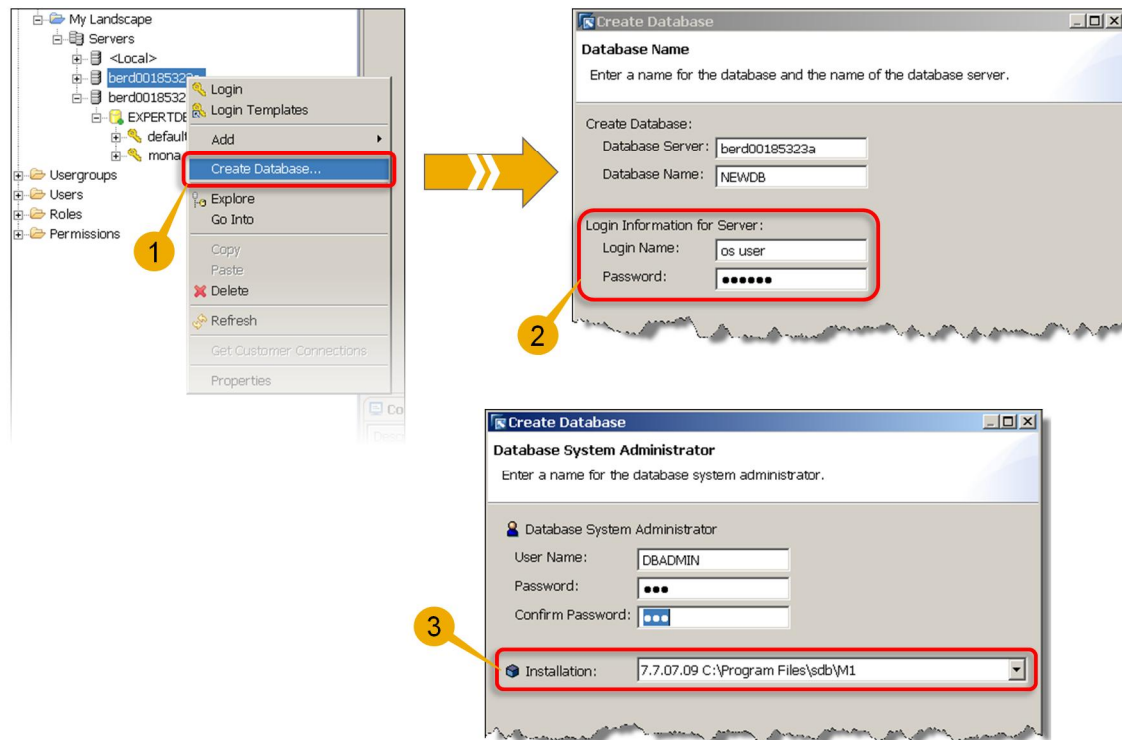 My Landscape
Servers
<Local>
berd00185323a
berd0018532
EXPERTDB
default
mona
Usergroups
Users
Roles
Permissions
Login
Login Templates
Add
Create Database...
Explore
Go Into
Copy
Paste
Delete
Refresh
Get Customer Connections
Properties
1
Co
Create Database
Database Name
Enter a name for the database and the name of the database server.
Create Database:
Database Server: berd00185323a
Database Name: NEWDB
Login Information for Server:
Login Name: os user
Password: ●●●●●●
2
Create Database
Database System Administrator
Enter a name for the database system administrator.
Database System Administrator
User Name: DBADMIN
Password: ●●●
Confirm Password: ●●●
3
Installation: 7.7.07.09 C:\Program Files\sdb\M1